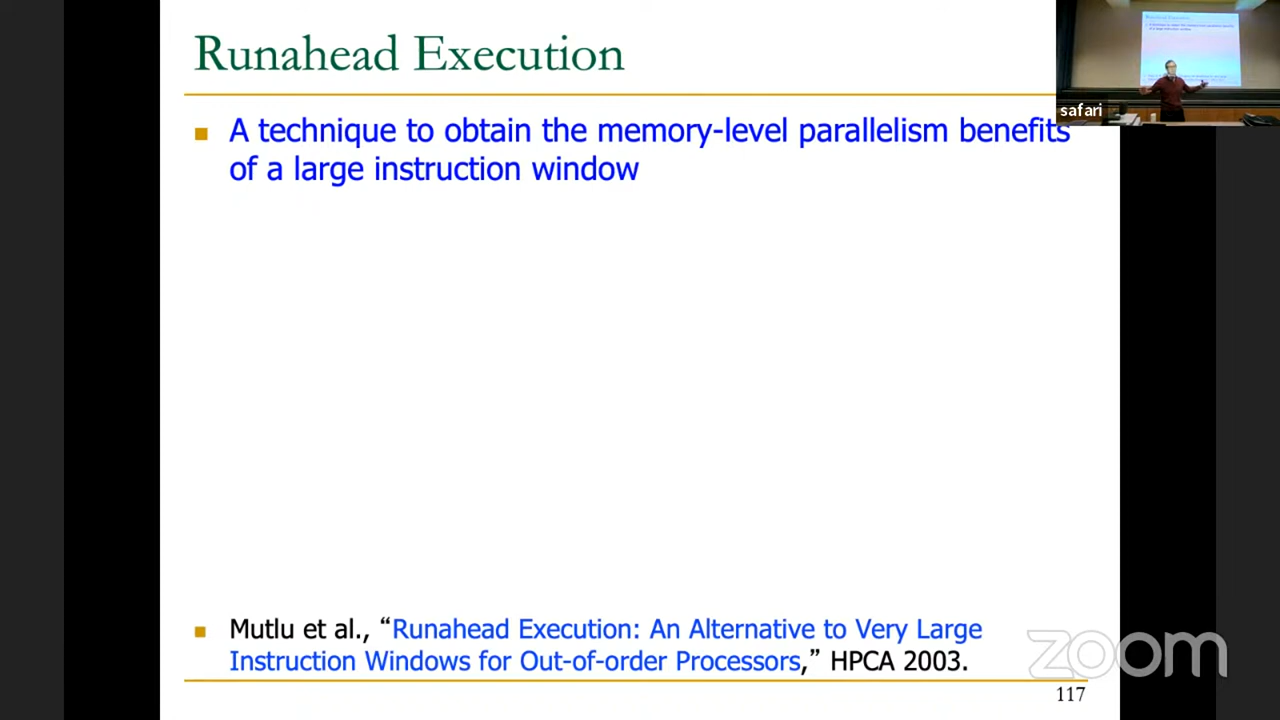 Runahead Execution
safari
A technique to obtain the memory-level parallelism benefits
of a large instruction window
Mutlu et al., “Runahead Execution: An Alternative to Very Large
Instruction Windows for Out-of-order Processors,” HPCA 2003.
zoom
117